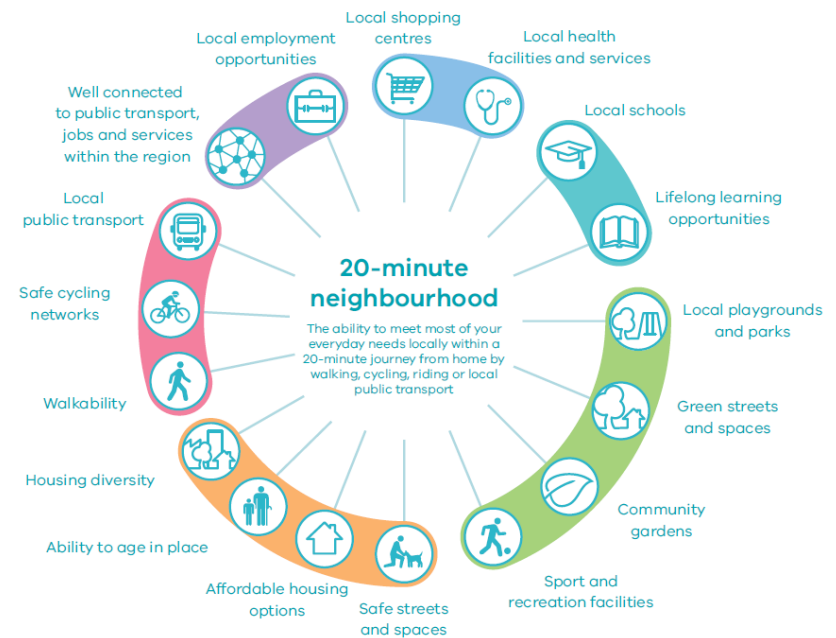 Local shopping
centres
Local health
facilities and services
Local schools
Lifelong learning
opportunities
Local playgrounds
and parks
Green streets
and spaces
Community
gardens
Sport and
recreation facilities
Safe streets
and spaces
Affordable housing
options
Ability to age in place
Housing diversity
Walkability
Safe cycling
networks
Local
public transport
Well connected
to public transport,
jobs and services
within the region
Local employment
opportunities
20-minute
neighbourhood
The ability to meet most of your
everyday needs locally within a
20-minute journey from home by
walking, cycling, riding or local
public transport